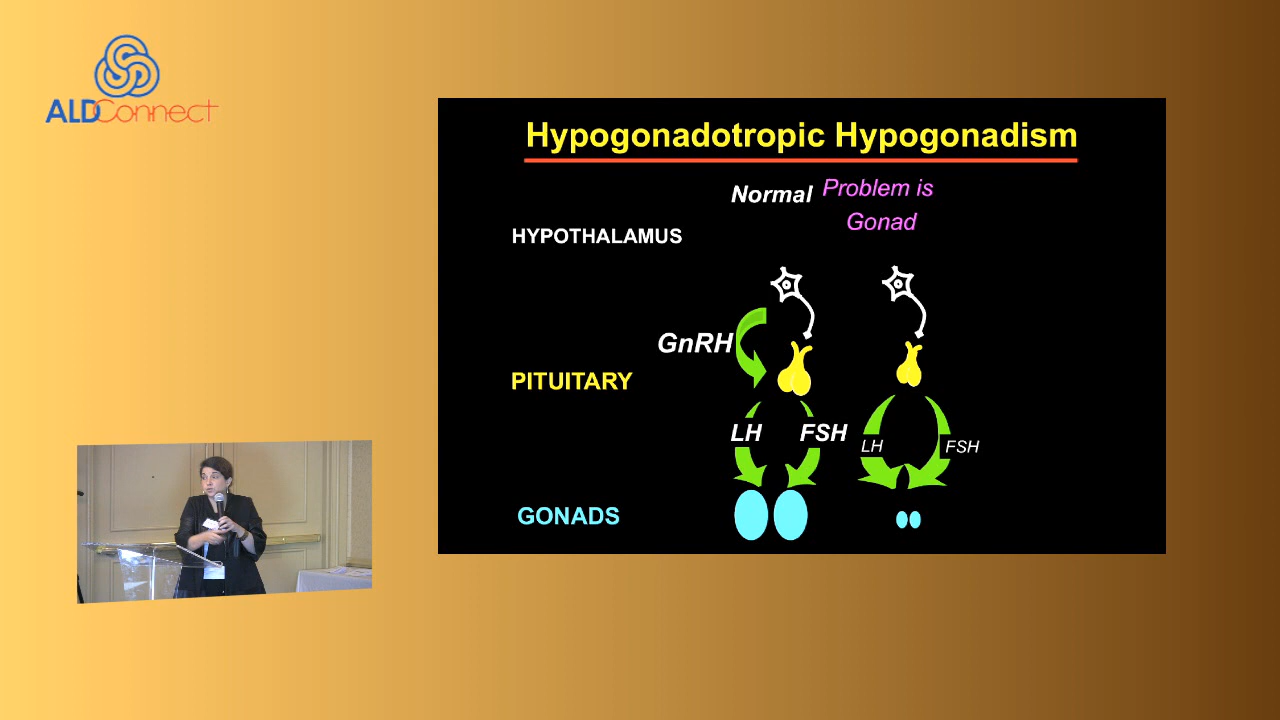 ALDConnect
Hypogonadotropic Hypogonadism
Normal
Problem is
Gonad
HYPOTHALAMUS
GnRH
PITUITARY
LH
FSH
LH
FSH
GONADS